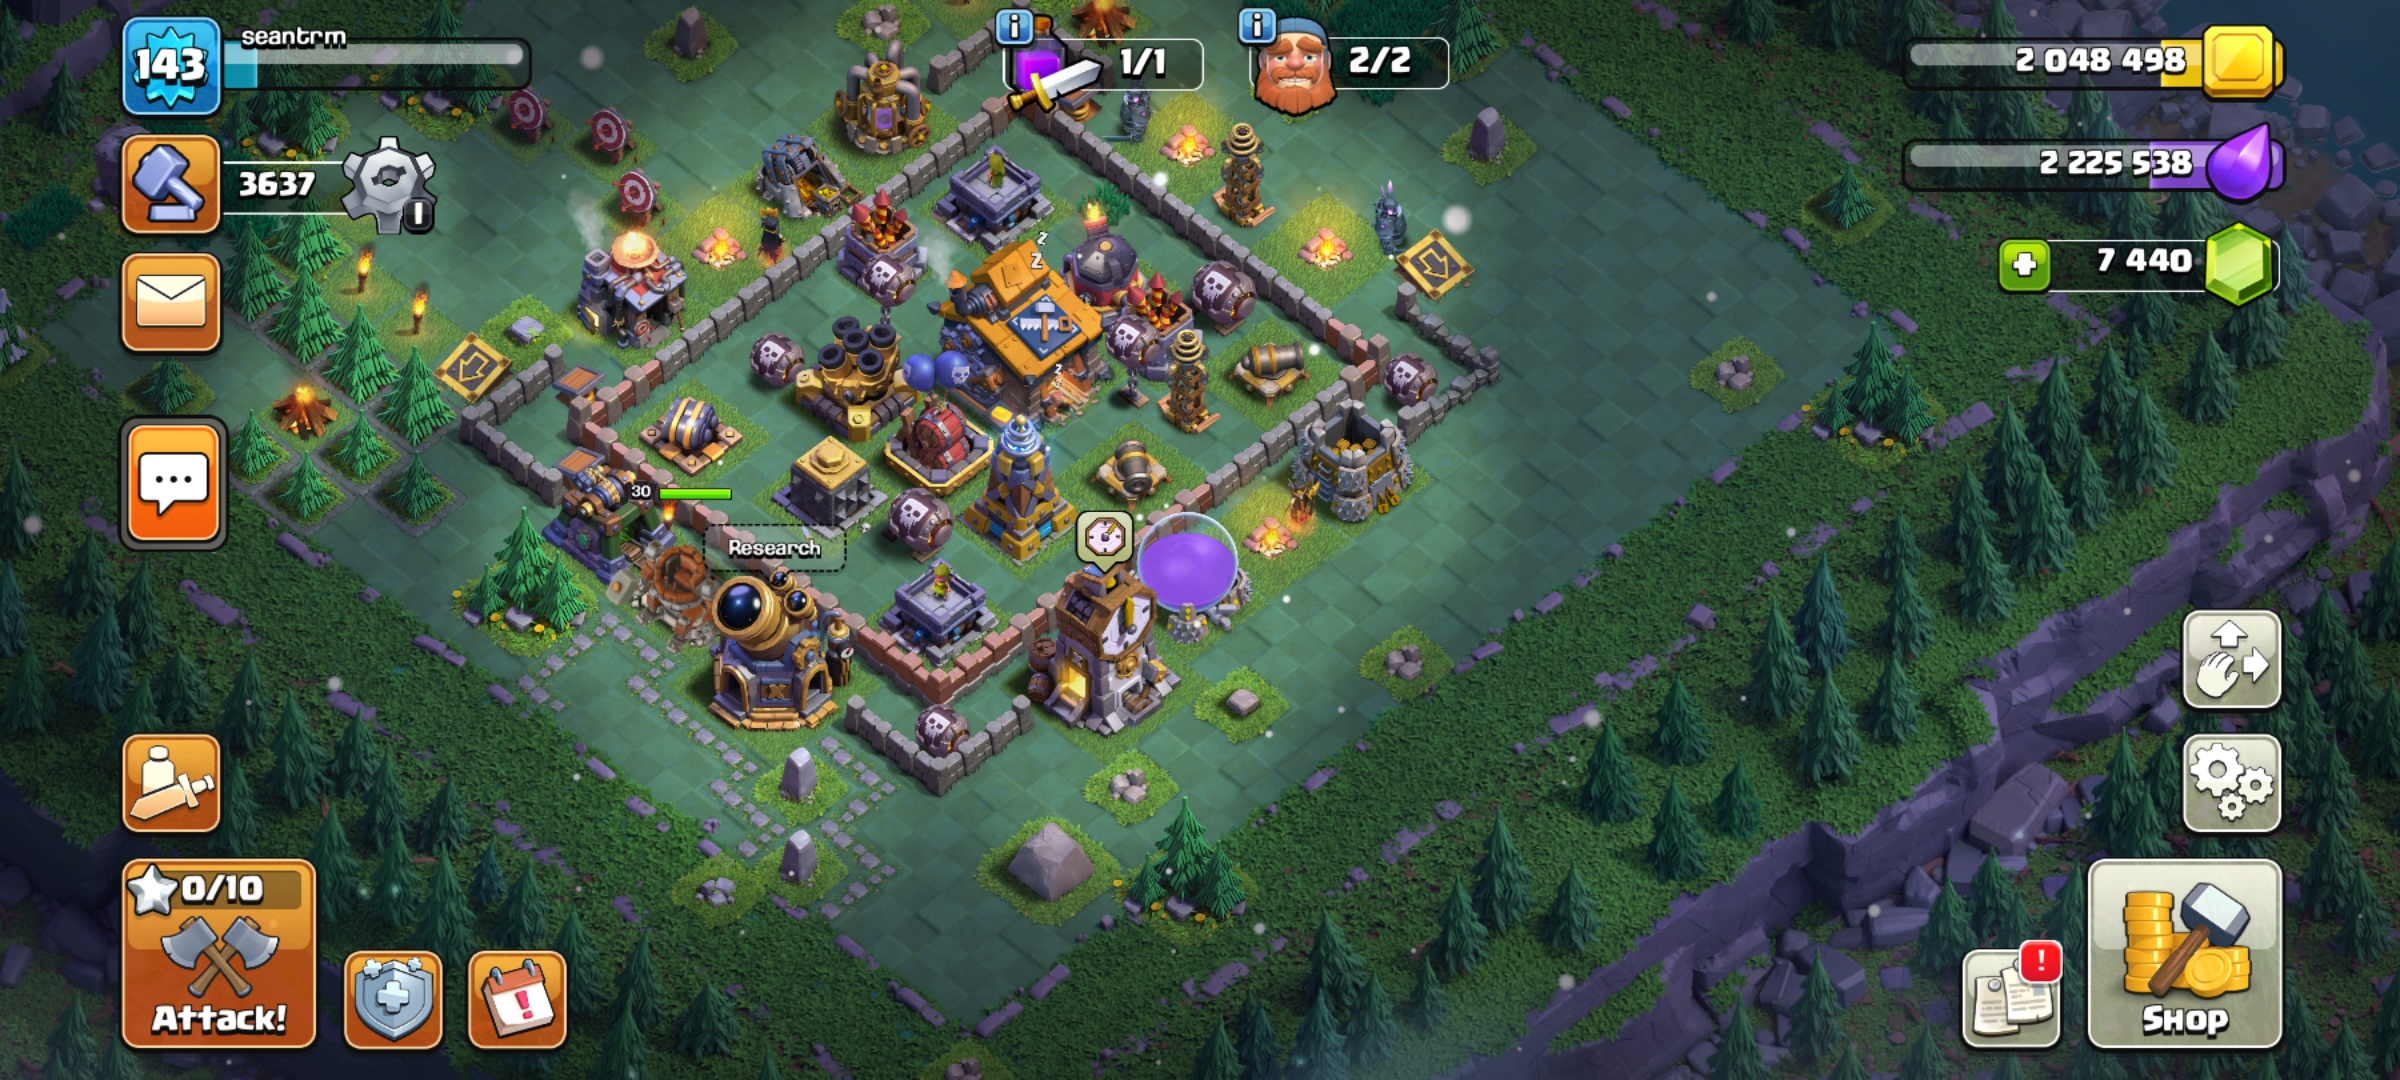 143
seantrm
1/1
2/2
2 048 498
3637
I
2 225 538
7 440
z
z
z
z
30
Research
0/10
Attack!
!
Shop